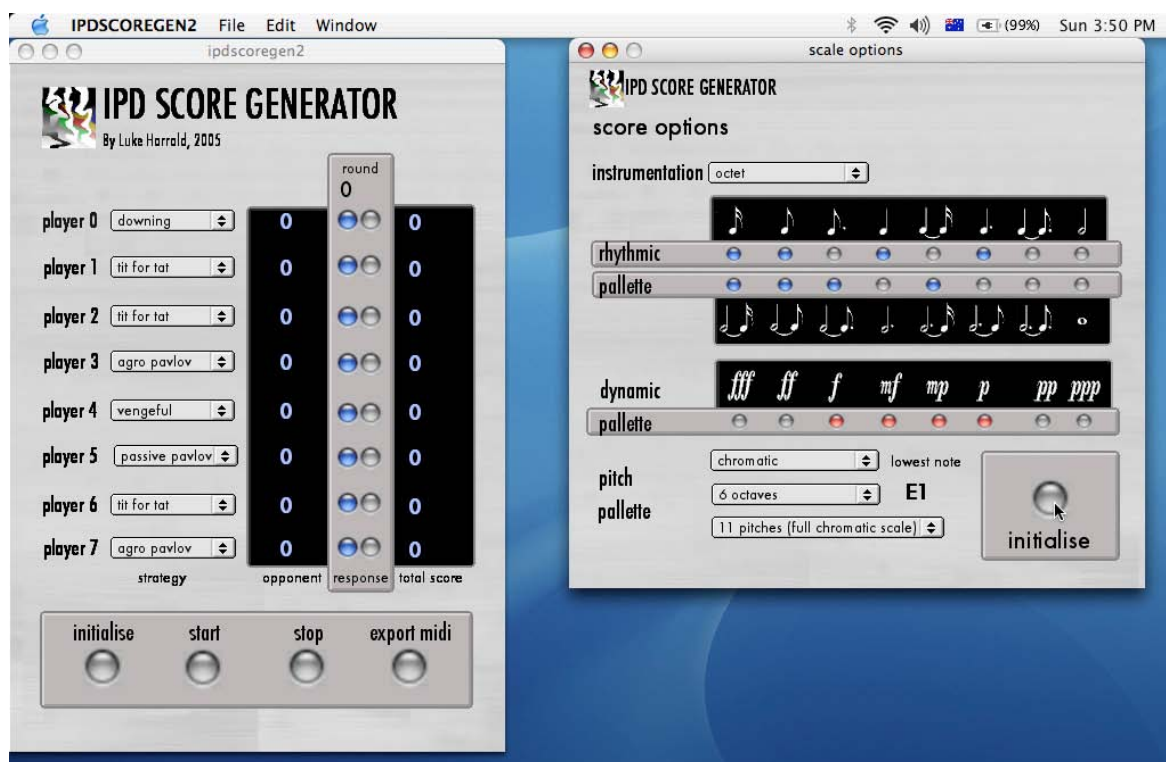 IPDSCOREGEN2 File Edit Window (99%) Sun 3:50 PM
ipdscoregen2
IPD SCORE GENERATOR
By Luke Harrald, 2005
round
0
player 0 downing 0 0
player 1 tit for tat 0 0
player 2 tit for tat 0 0
player 3 agro pavlov 0 0
player 4 vengeful 0 0
player 5 passive pavlov 0 0
player 6 tit for tat 0 0
player 7 agro pavlov 0 0
strategy opponent response total score
initialise start stop export midi
scale options
IPD SCORE GENERATOR
score options
instrumentation octet
rhythmic
pallette
dynamic fff ff f mf mp p pp ppp
pallette
pitch
pallette
chromatic lowest note
6 octaves E1
11 pitches (full chromatic scale)
initialise